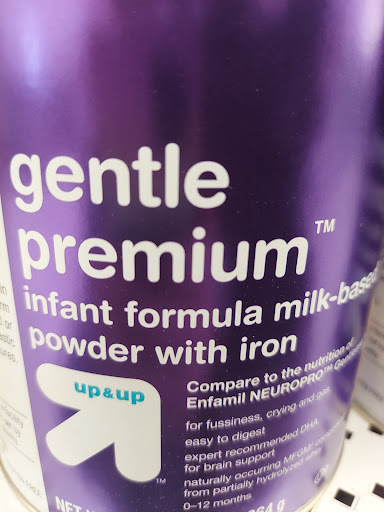 gentle
premium™
infant formula milk-based
powder with iron
up&up
Compare to the nutrition of
Enfamil NEUROPRO™
for fussiness, crying and gas
easy to digest
expert recommended DHA
for brain support
naturally occurring MFGM
from partially hydrolyzed whey
0–12 months
NET